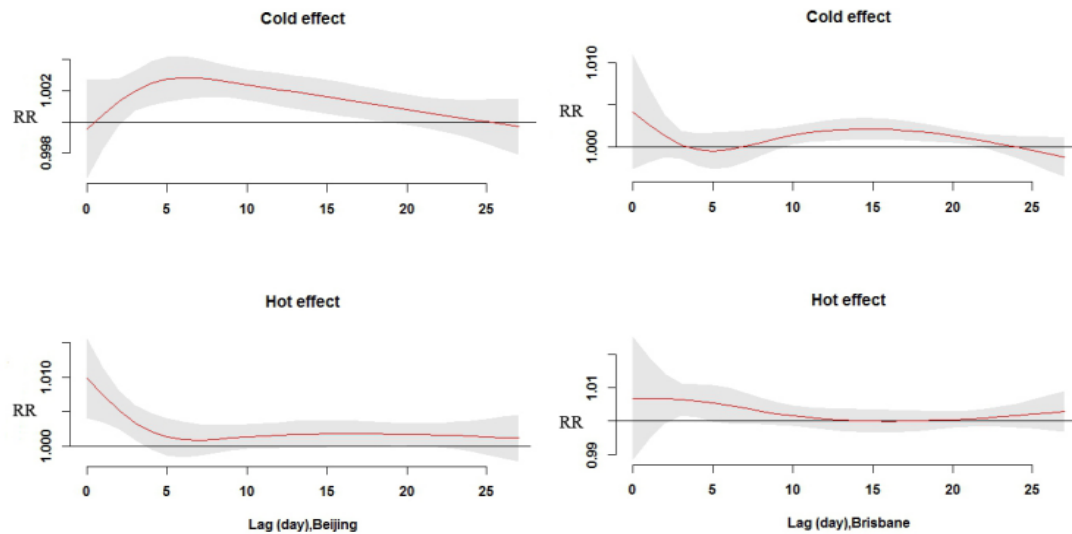 Cold effect
RR
1.002
0.998
0 5 10 15 20 25
Cold effect
RR
1.010
1.000
0 5 10 15 20 25
Hot effect
RR
1.010
1.000
0 5 10 15 20 25
Lag (day),Beijing
Hot effect
RR
1.01
0.99
0 5 10 15 20 25
Lag (day),Brisbane